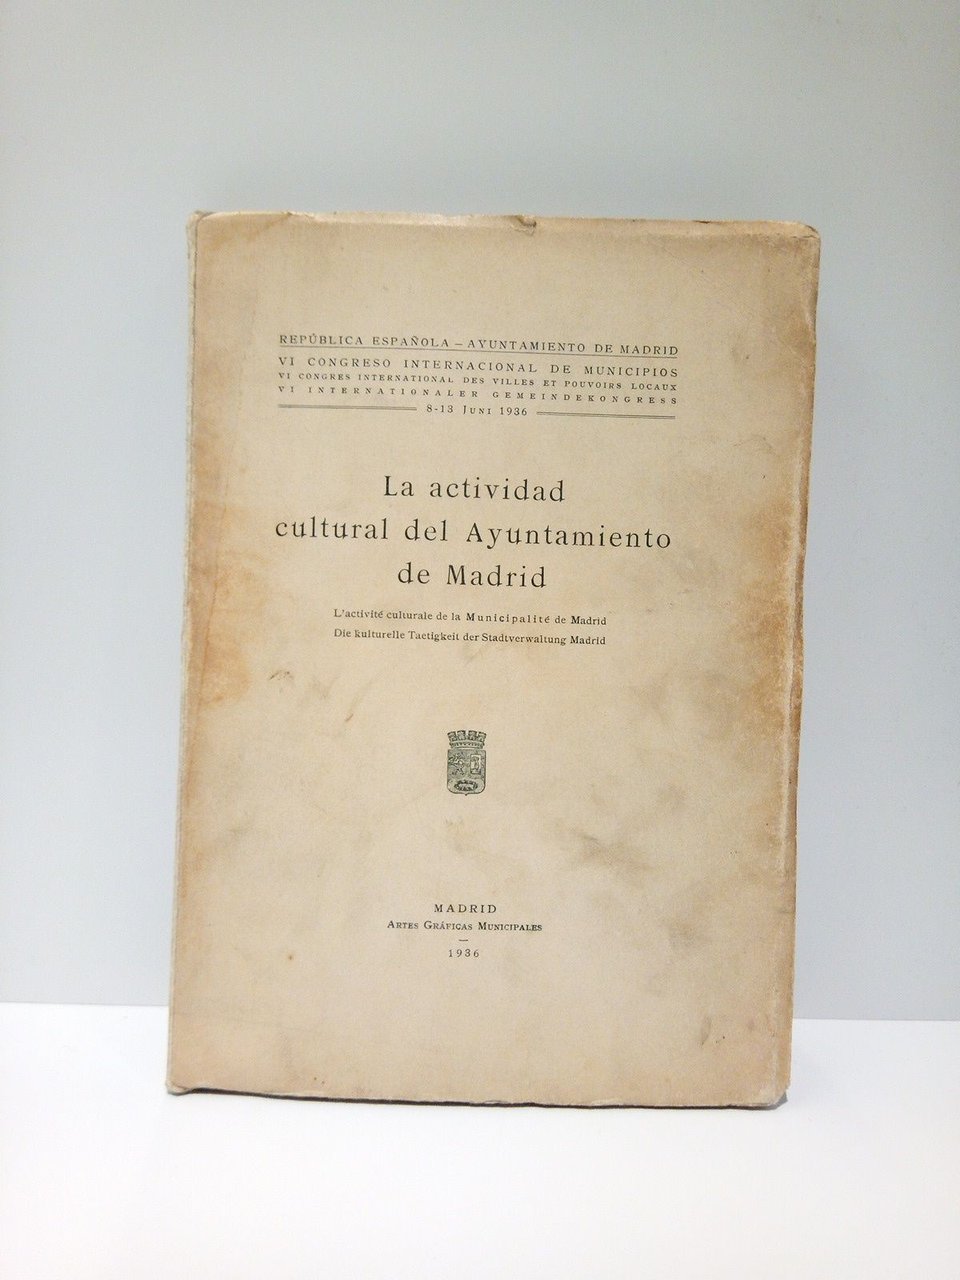 REPÚBLICA ESPAÑOLA – AYUNTAMIENTO DE MADRID
VI CONGRESO INTERNACIONAL DE MUNICIPIOS
VI CONGRES INTERNATIONAL DES VILLES ET POUVOIRS LOCAUX
VI INTERNATIONALER GEMEINDEKONGRESS
8-13 JUNI 1936
La actividad
cultural del Ayuntamiento
de Madrid
L'activité culturale de la Municipalité de Madrid
Die kulturelle Taetigkeit der Stadtverwaltung Madrid
MADRID
ARTES GRÁFICAS MUNICIPALES
1936